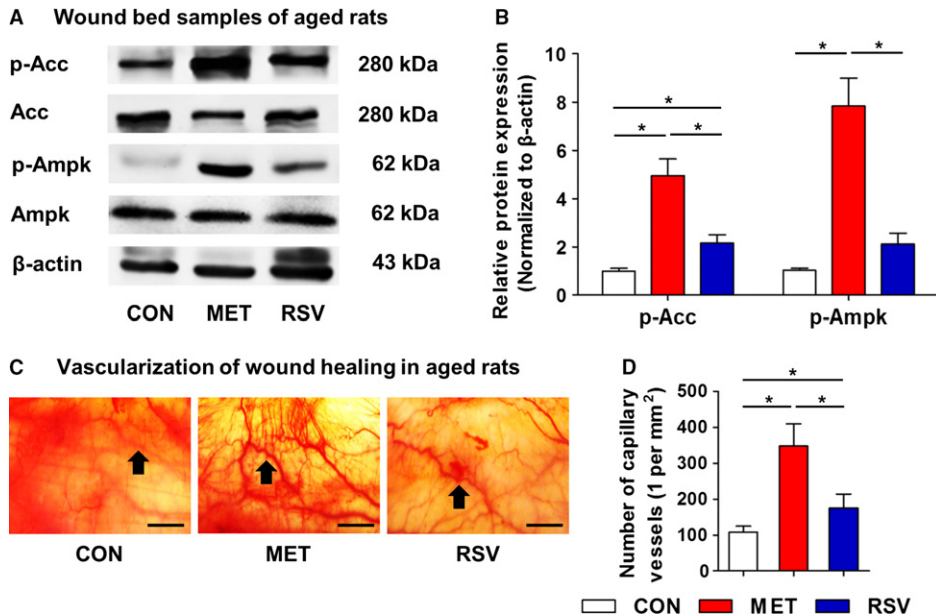 A Wound bed samples of aged rats
p-Acc 280 kDa
Acc 280 kDa
p-Ampk 62 kDa
Ampk 62 kDa
β-actin 43 kDa
CON MET RSV
B
Relative protein expression
(Normalized to β-actin)
10
8
6
4
2
0
* *
*
* *
p-Acc p-Ampk
C Vascularization of wound healing in aged rats
CON MET RSV
D
Number of capillary
vessels (1 per mm²)
500
400
300
200
100
0
*
* *
CON MET RSV